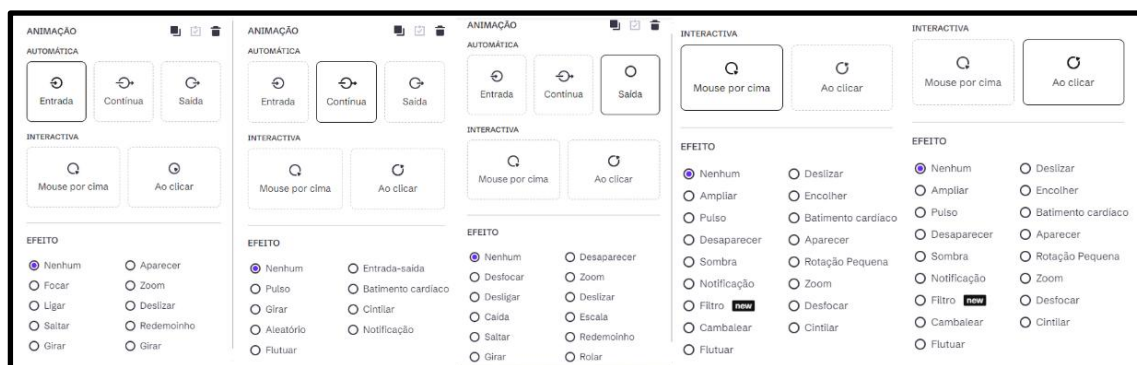 ANIMAÇÃO
AUTOMÁTICA
Entrada Contínua Saída
INTERACTIVA
Mouse por cima Ao clicar
EFEITO
Nenhum Aparecer
Focar Zoom
Ligar Deslizar
Saltar Redemoinho
Girar Girar
ANIMAÇÃO
AUTOMÁTICA
Entrada Contínua Saída
INTERACTIVA
Mouse por cima Ao clicar
EFEITO
Nenhum Entrada-saída
Pulso Batimento cardíaco
Girar Cintilar
Aleatório Notificação
Flutuar
ANIMAÇÃO
AUTOMÁTICA
Entrada Contínua Saída
INTERACTIVA
Mouse por cima Ao clicar
EFEITO
Nenhum Desaparecer
Desfocar Zoom
Desligar Deslizar
Caída Escala
Saltar Redemoinho
Girar Rolar
INTERACTIVA
Mouse por cima Ao clicar
EFEITO
Nenhum Deslizar
Ampliar Encolher
Pulso Batimento cardíaco
Desaparecer Aparecer
Sombra Rotação Pequena
Notificação Zoom
Filtro new Desfocar
Cambalear Cintilar
Flutuar
INTERACTIVA
Mouse por cima Ao clicar
EFEITO
Nenhum Deslizar
Ampliar Encolher
Pulso Batimento cardíaco
Desaparecer Aparecer
Sombra Rotação Pequena
Notificação Zoom
Filtro new Desfocar
Cambalear Cintilar
Flutuar